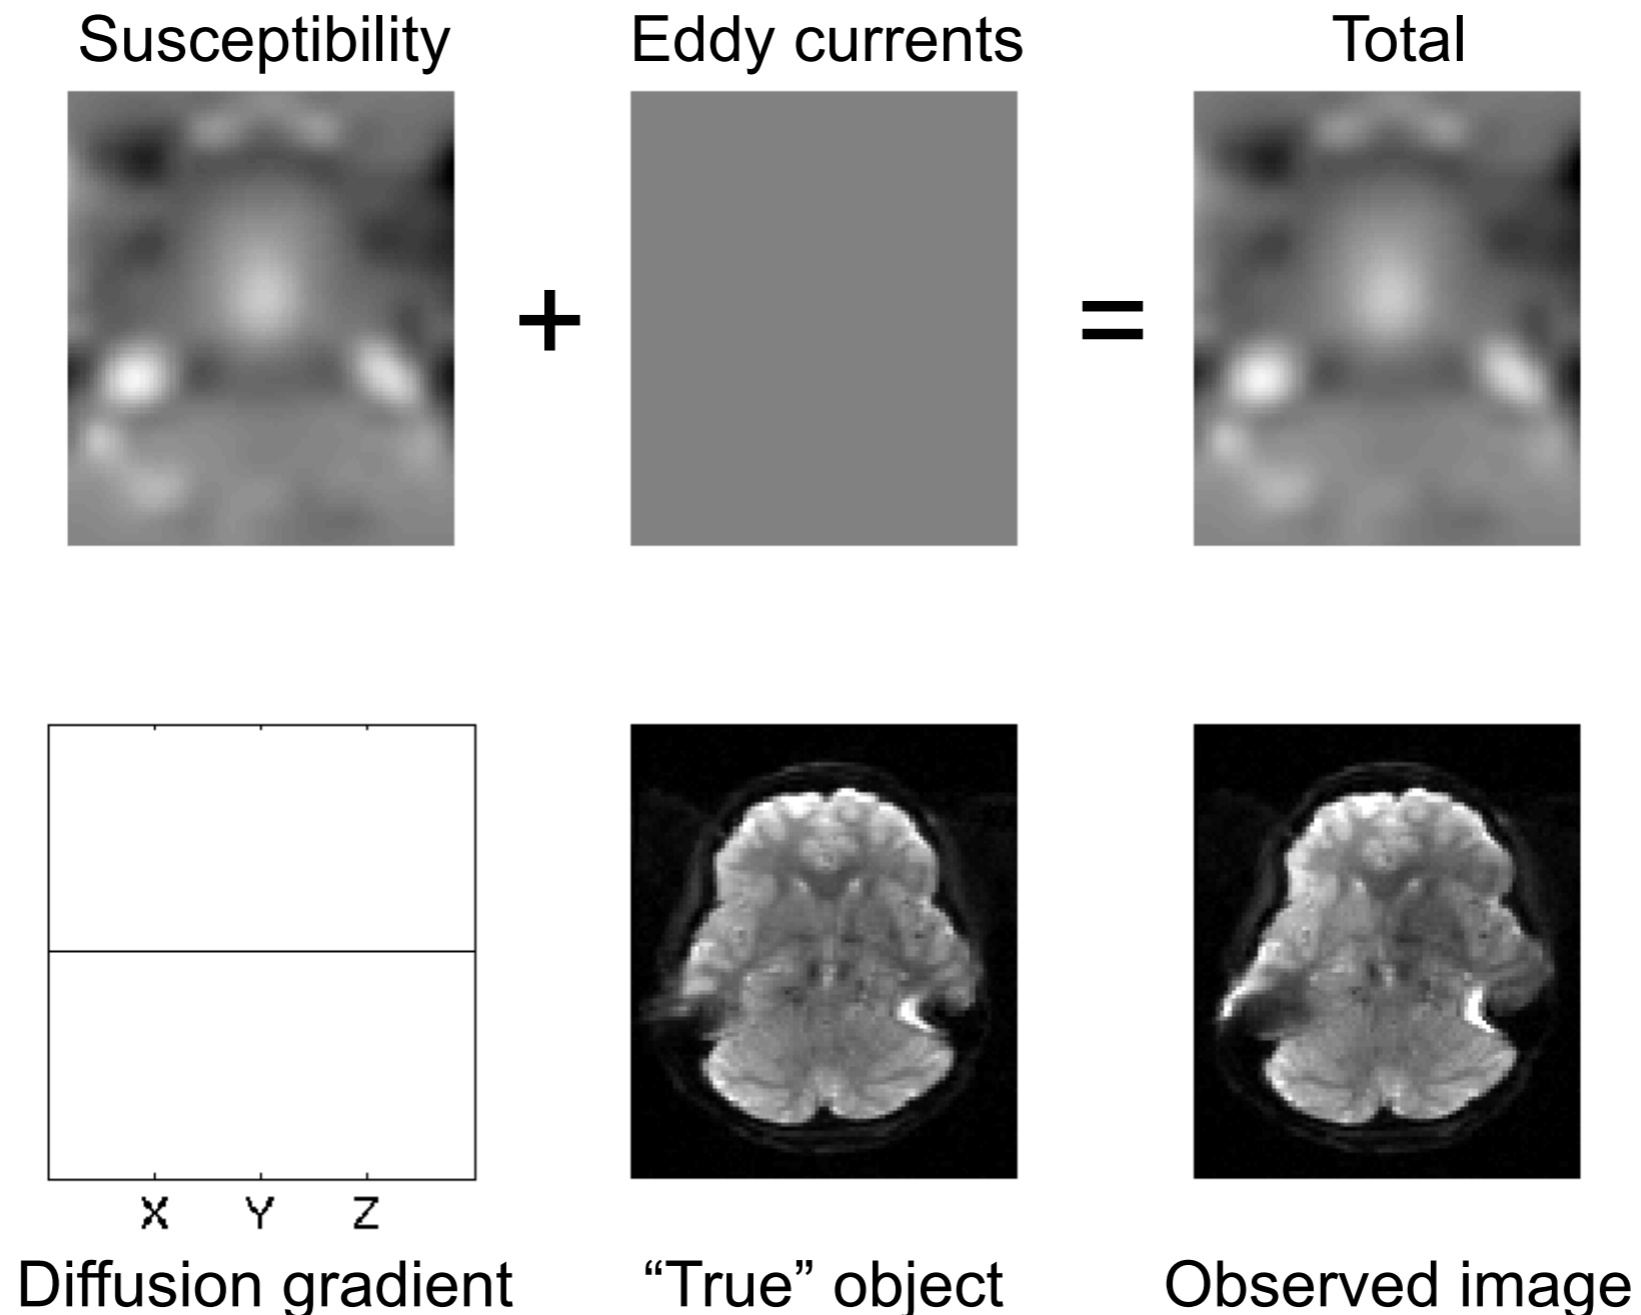 Susceptibility Eddy currents Total
+ =
X Y Z
Diffusion gradient “True” object Observed image